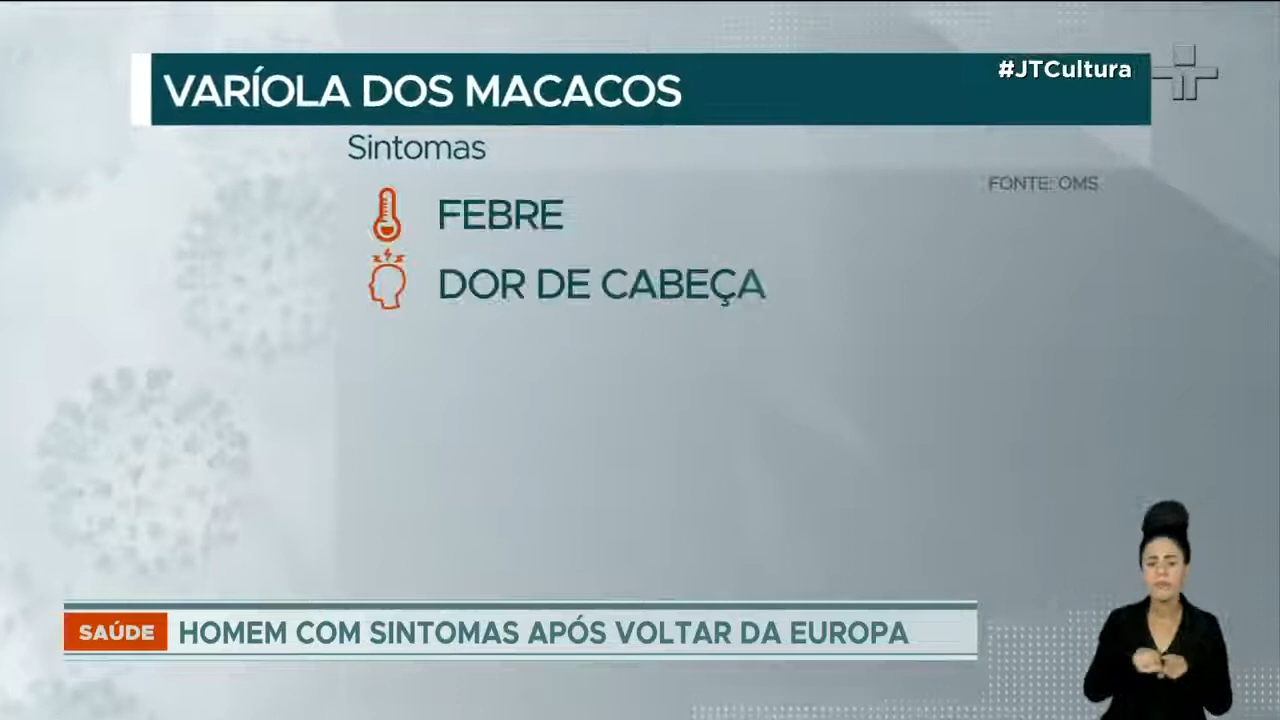 VARÍOLA DOS MACACOS
#JTCultura
Sintomas
FONTE: OMS
FEBRE
DOR DE CABEÇA
SAÚDE
HOMEM COM SINTOMAS APÓS VOLTAR DA EUROPA